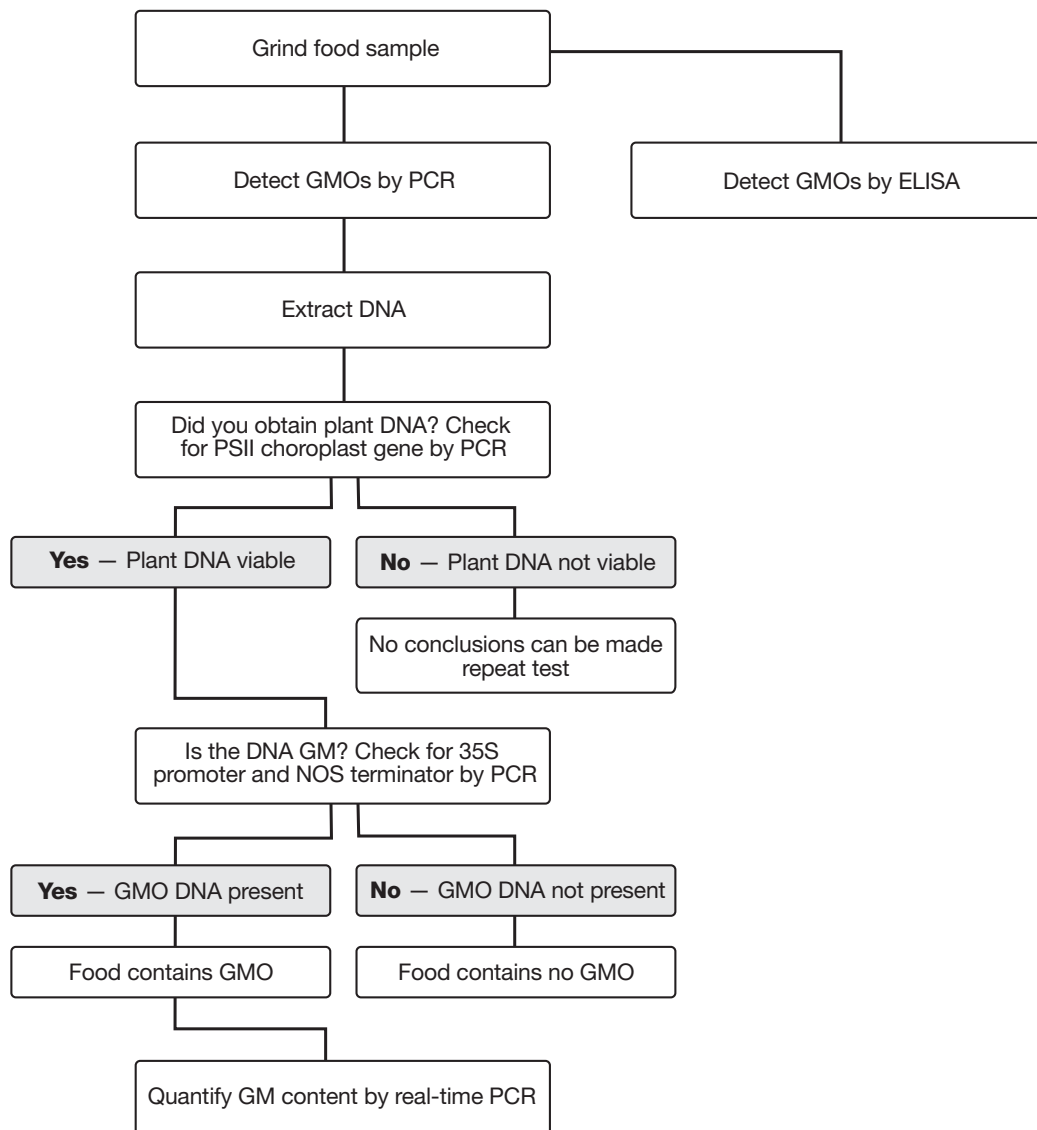 Grind food sample
Detect GMOs by PCR
Detect GMOs by ELISA
Extract DNA
Did you obtain plant DNA? Check
for PSII choroplast gene by PCR
Yes — Plant DNA viable
No — Plant DNA not viable
No conclusions can be made
repeat test
Is the DNA GM? Check for 35S
promoter and NOS terminator by PCR
Yes — GMO DNA present
No — GMO DNA not present
Food contains GMO
Food contains no GMO
Quantify GM content by real-time PCR